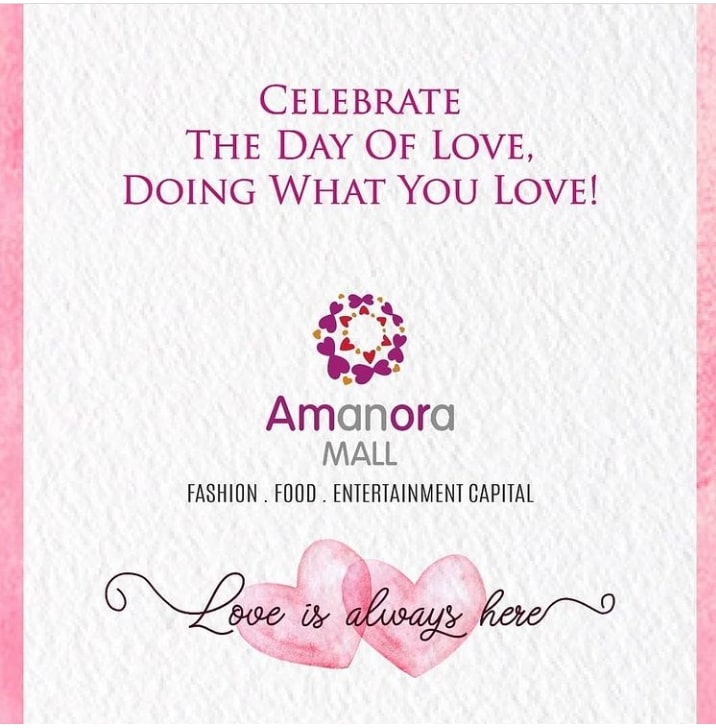 CELEBRATE
THE DAY OF LOVE,
DOING WHAT YOU LOVE!
Amanora
MALL
FASHION . FOOD . ENTERTAINMENT CAPITAL
Love is always here